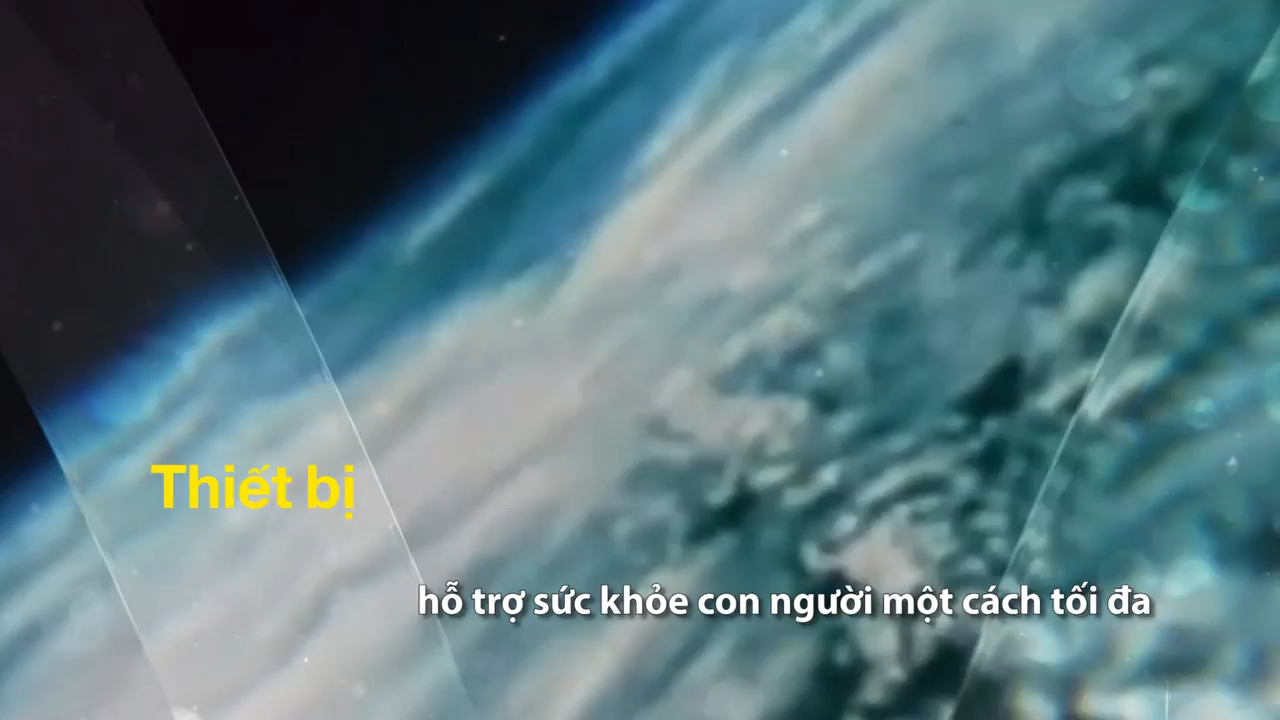 Thiết bị
hỗ trợ sức khỏe con người một cách tối đa